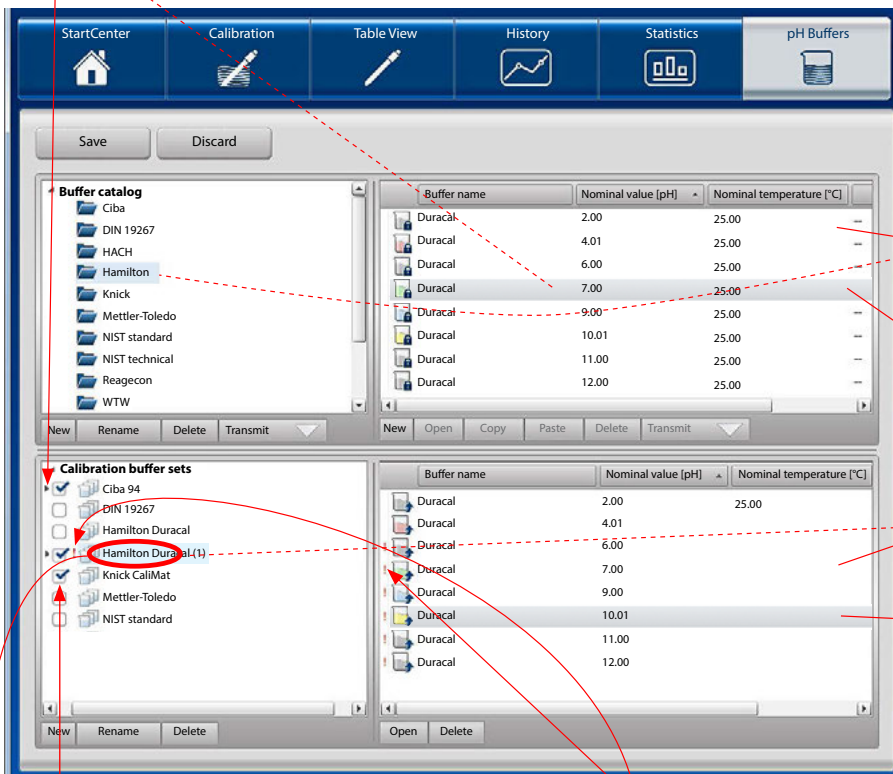 StartCenter Calibration Table View History Statistics pH Buffers
Save Discard
Buffer catalog
Ciba
DIN 19267
HACH
Hamilton
Knick
Mettler-Toledo
NIST standard
NIST technical
Reagecon
WTW
New Rename Delete Transmit
Buffer name Nominal value [pH] Nominal temperature [°C]
Duracal 2.00 25.00 --
Duracal 4.01 25.00 --
Duracal 6.00 25.00 --
Duracal 7.00 25.00 --
Duracal 9.00 25.00 --
Duracal 10.01 25.00 --
Duracal 11.00 25.00 --
Duracal 12.00 25.00 --
New Open Copy Paste Delete Transmit
Calibration buffer sets
Ciba 94
DIN 19267
Hamilton Duracal
! Hamilton Duracal (1)
Knick CaliMat
Mettler-Toledo
NIST standard
New Rename Delete
Buffer name Nominal value [pH] Nominal temperature [°C]
Duracal 2.00 25.00
Duracal 4.01
! Duracal 6.00
! Duracal 7.00
! Duracal 9.00
! Duracal 10.01
! Duracal 11.00
! Duracal 12.00
Open Delete